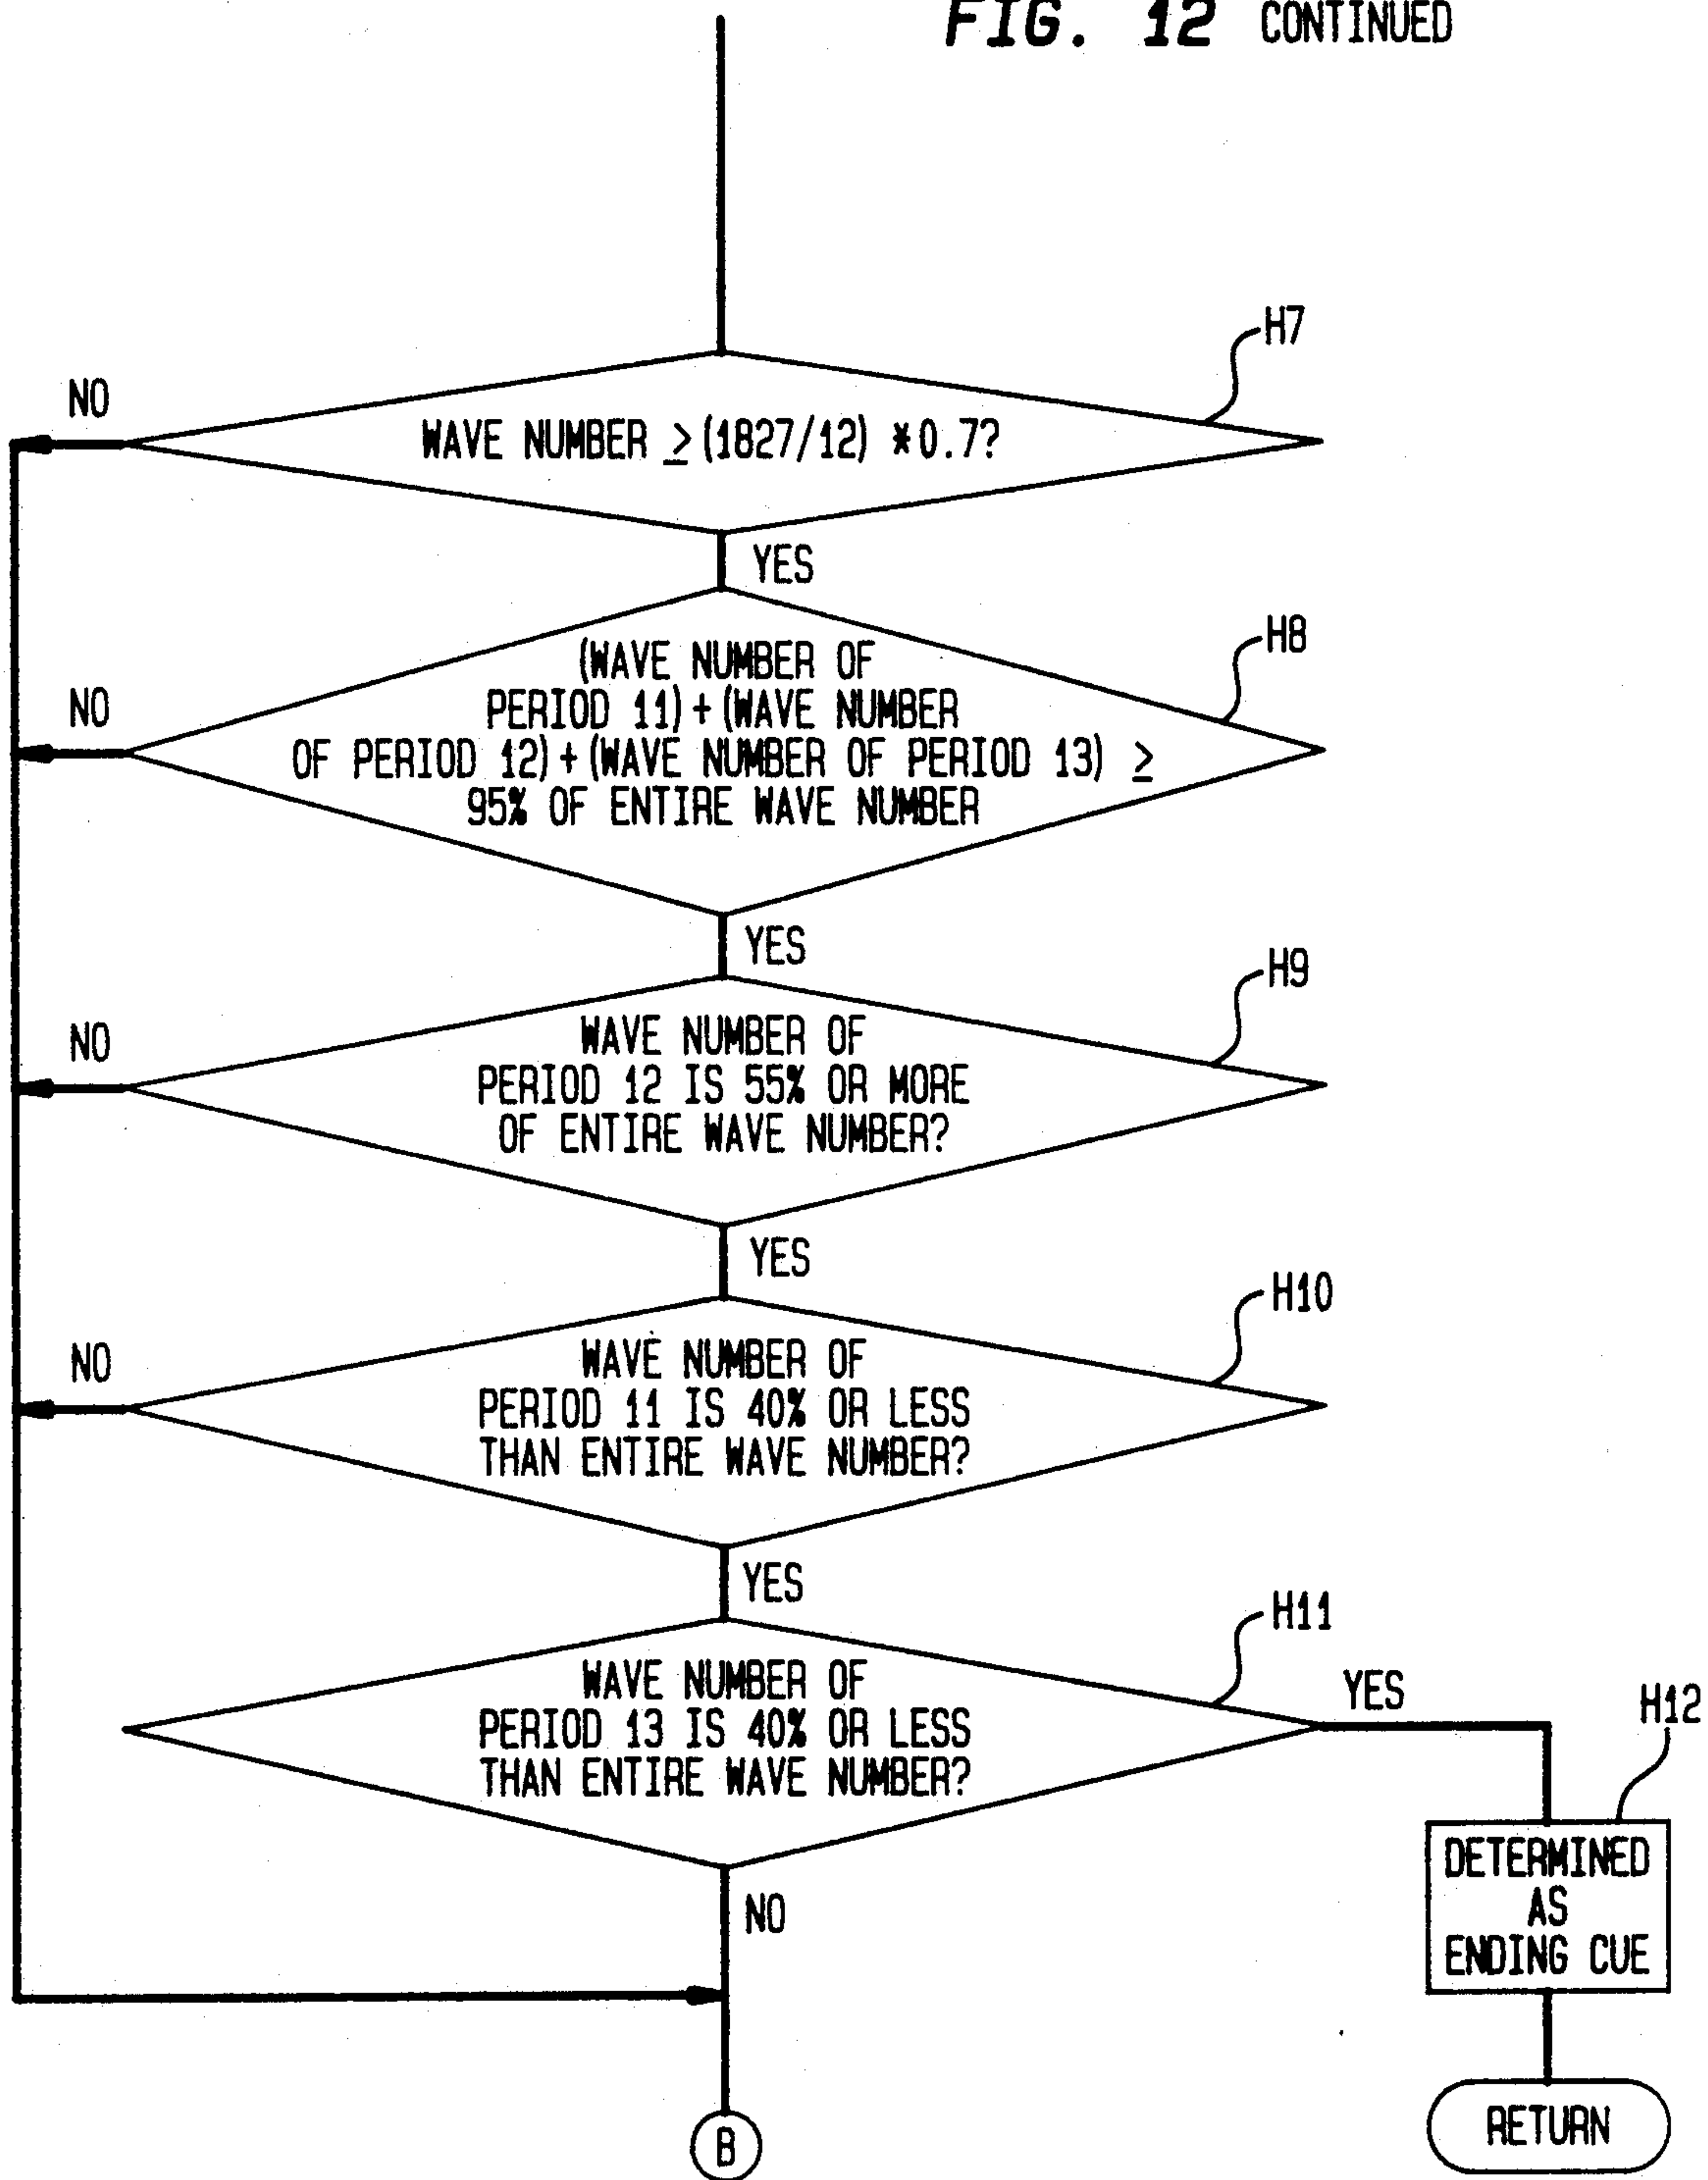 FIG. 12 CONTINUED
H7
NO
WAVE NUMBER ≥ (1827/12) *0.7?
YES
H8
(WAVE NUMBER OF
PERIOD 11) + (WAVE NUMBER
OF PERIOD 12) + (WAVE NUMBER OF PERIOD 13) ≥
95% OF ENTIRE WAVE NUMBER
NO
YES
H9
WAVE NUMBER OF
PERIOD 12 IS 55% OR MORE
OF ENTIRE WAVE NUMBER?
NO
YES
H10
WAVE NUMBER OF
PERIOD 11 IS 40% OR LESS
THAN ENTIRE WAVE NUMBER?
NO
YES
H11
WAVE NUMBER OF
PERIOD 13 IS 40% OR LESS
THAN ENTIRE WAVE NUMBER?
YES
H12
DETERMINED
AS
ENDING CUE
NO
RETURN
B